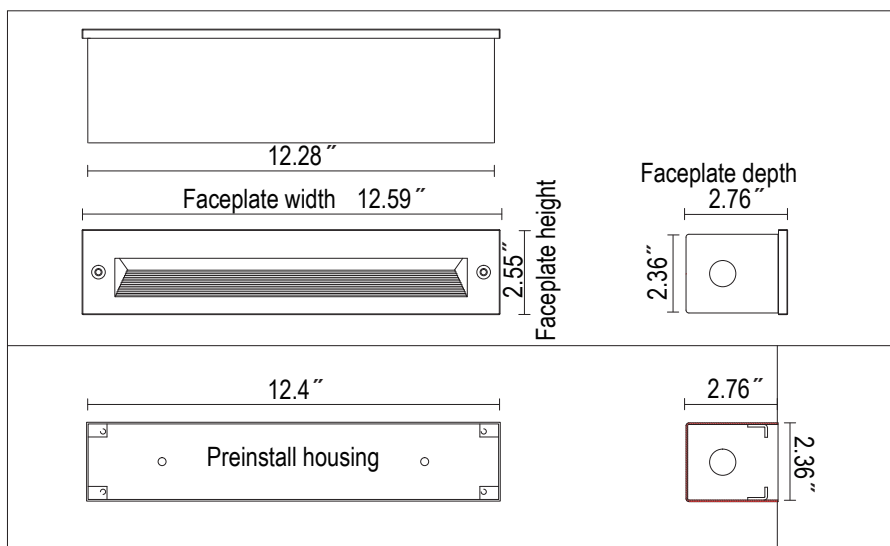 12.28″
Faceplate width 12.59″
2.55″
Faceplate height
Faceplate depth
2.76″
2.36″
12.4″
Preinstall housing
2.76″
2.36″